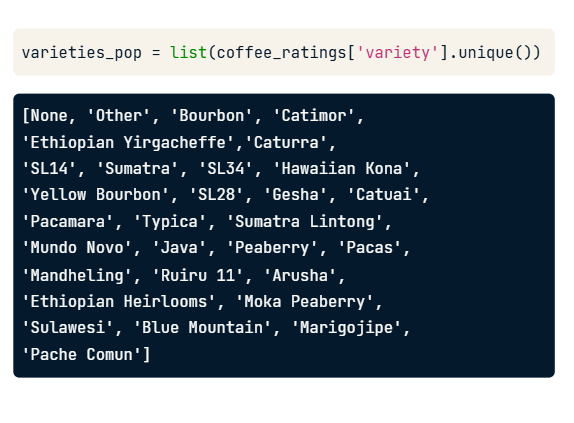 varieties_pop = list(coffee_ratings['variety'].unique())
[None, 'Other', 'Bourbon', 'Catimor',
'Ethiopian Yirgacheffe','Caturra',
'SL14', 'Sumatra', 'SL34', 'Hawaiian Kona',
'Yellow Bourbon', 'SL28', 'Gesha', 'Catuai',
'Pacamara', 'Typica', 'Sumatra Lintong',
'Mundo Novo', 'Java', 'Peaberry', 'Pacas',
'Mandheling', 'Ruiru 11', 'Arusha',
'Ethiopian Heirlooms', 'Moka Peaberry',
'Sulawesi', 'Blue Mountain', 'Marigojipe',
'Pache Comun']